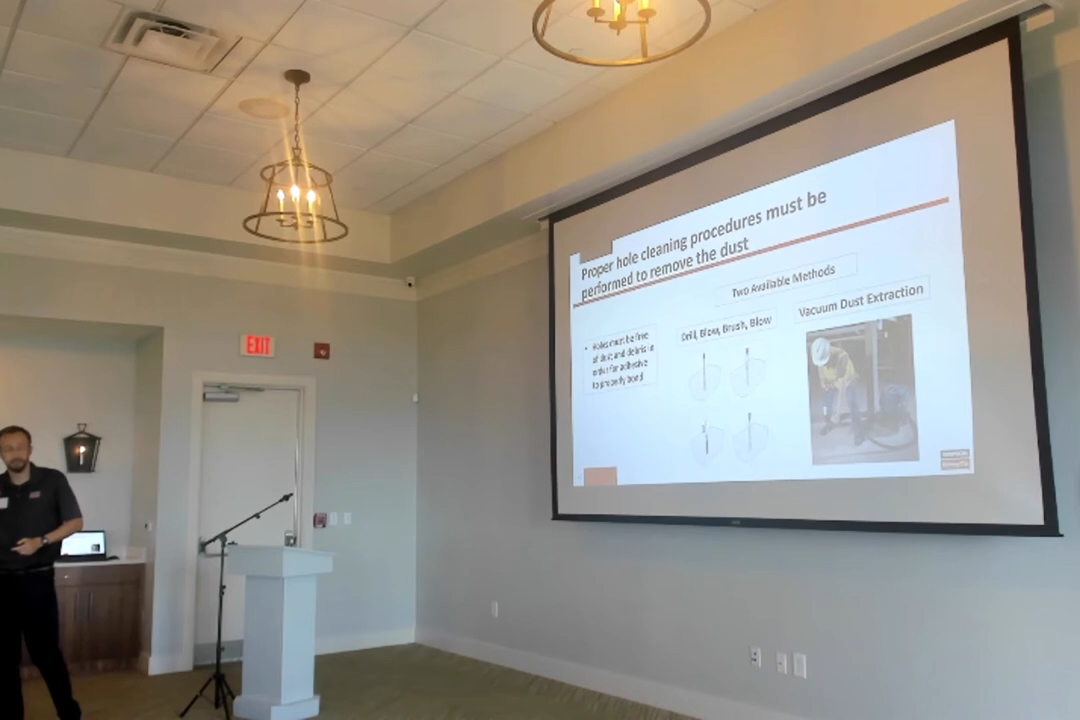 Proper hole cleaning procedures must be
performed to remove the dust
Two Available Methods
Vacuum Dust Extraction
Drill, Blow, Brush, Blow
• Holes must be free
of dust and debris in
order for adhesive
to properly bond
EXIT